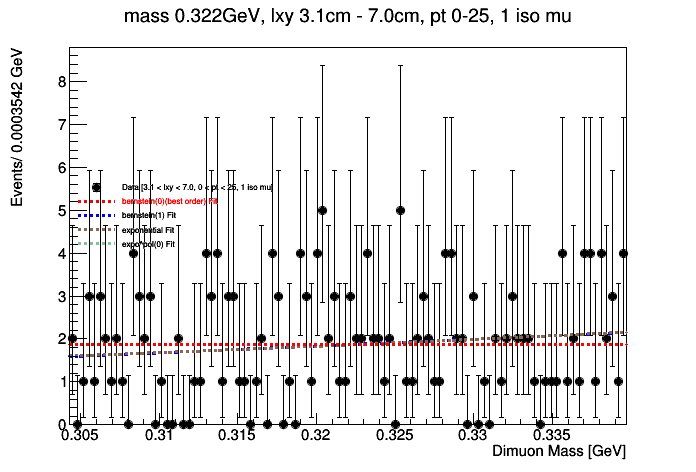 mass 0.322GeV, lxy 3.1cm - 7.0cm, pt 0-25, 1 iso mu
Events/ 0.0003542 GeV
8
7
6
5
4
3
2
1
0
Data [3.1 < lxy < 7.0, 0 < pt < 25, 1 iso mu]
bernstein(0)(best order) Fit
bernstein(1) Fit
exponential Fit
expo*pol(0) Fit
0.305 0.31 0.315 0.32 0.325 0.33 0.335
Dimuon Mass [GeV]